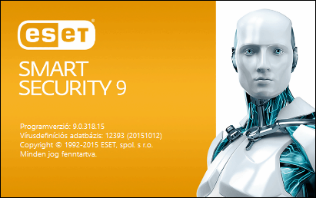 eset
SMART
SECURITY 9
Programverzió: 9.0.318.15
Vírusdefiníciós adatbázis: 12393 (20151012)
Copyright © 1992-2015 ESET, spol. s r.o.
Minden jog fenntartva.